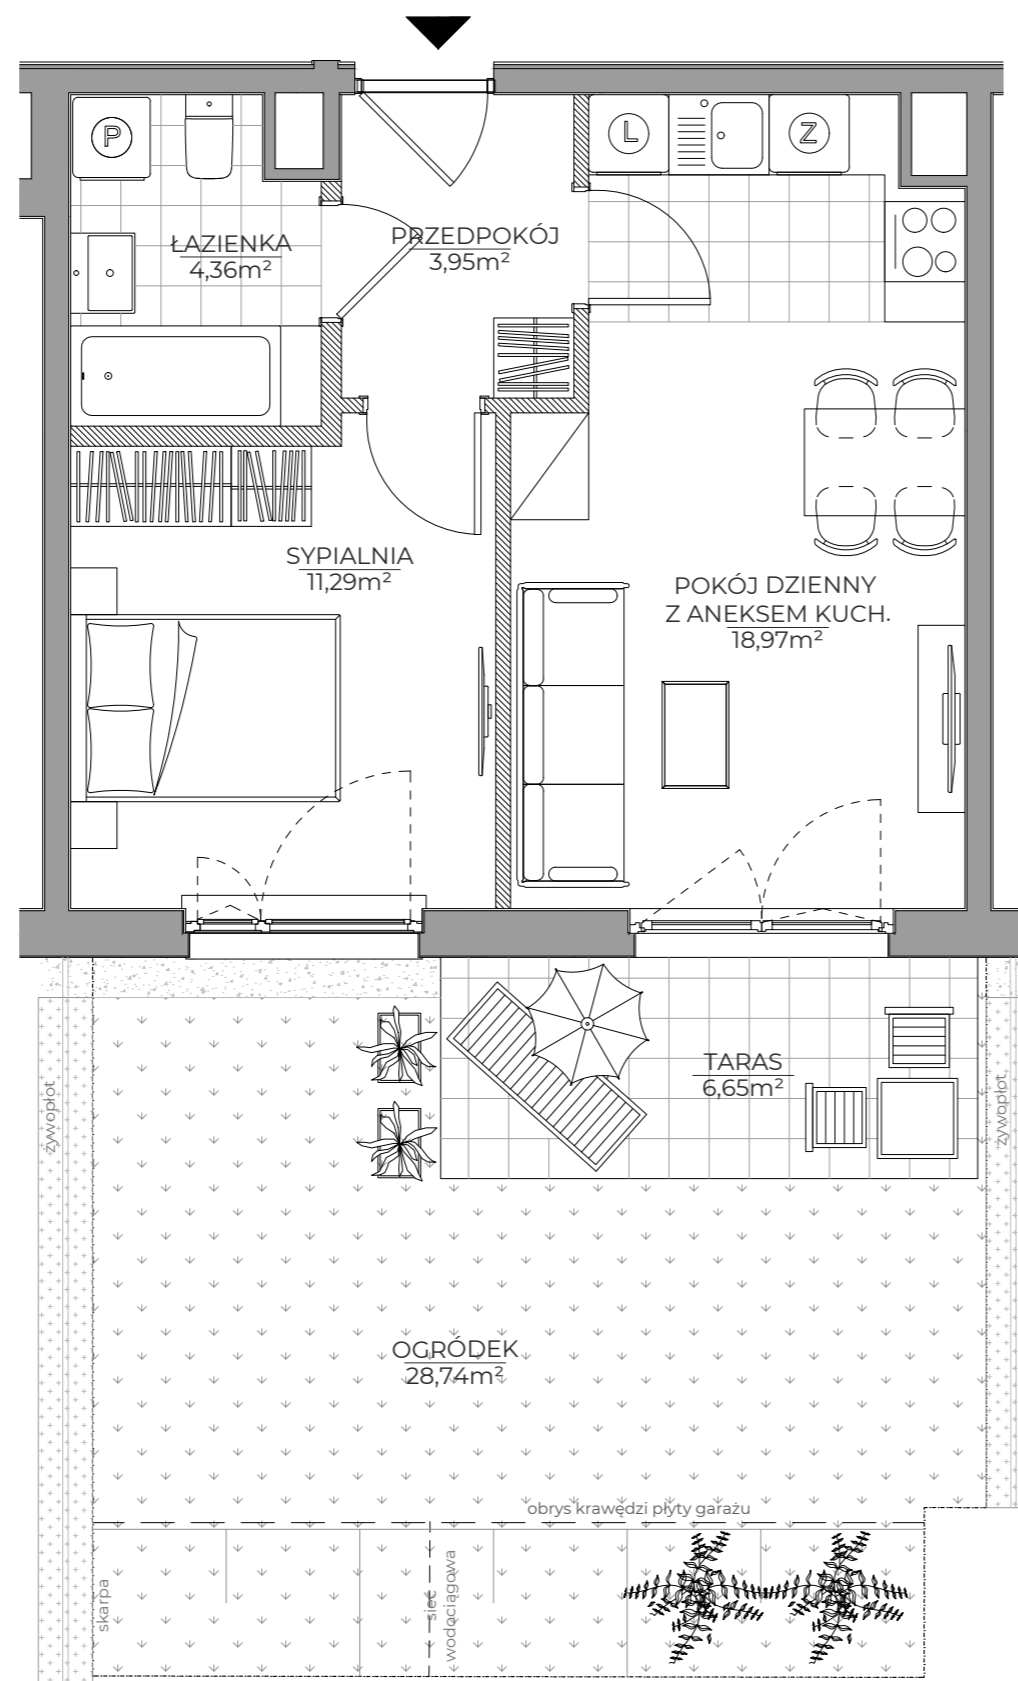 P
L
Z
ŁAZIENKA
4,36m²
PRZEDPOKÓJ
3,95m²
SYPIALNIA
11,29m²
POKÓJ DZIENNY
Z ANEKSEM KUCH.
18,97m²
TARAS
6,65m²
żywopłot
żywopłot
OGRÓDEK
28,74m²
obrys krawędzi płyty garażu
skarpa
sieć
wodociągowa